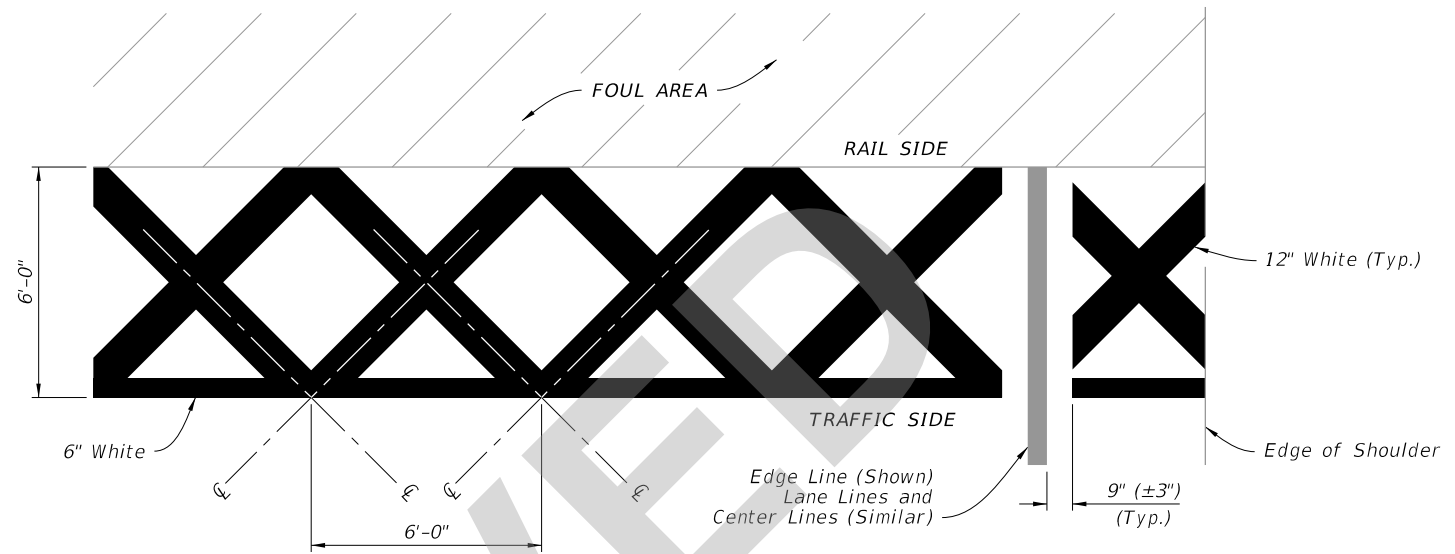 FOUL AREA
RAIL SIDE
6'-0"
12" White (Typ.)
TRAFFIC SIDE
6" White
Edge of Shoulder
Edge Line (Shown)
Lane Lines and
Center Lines (Similar)
9" (±3")
(Typ.)
℄
℄
℄
℄
6'-0"
YED